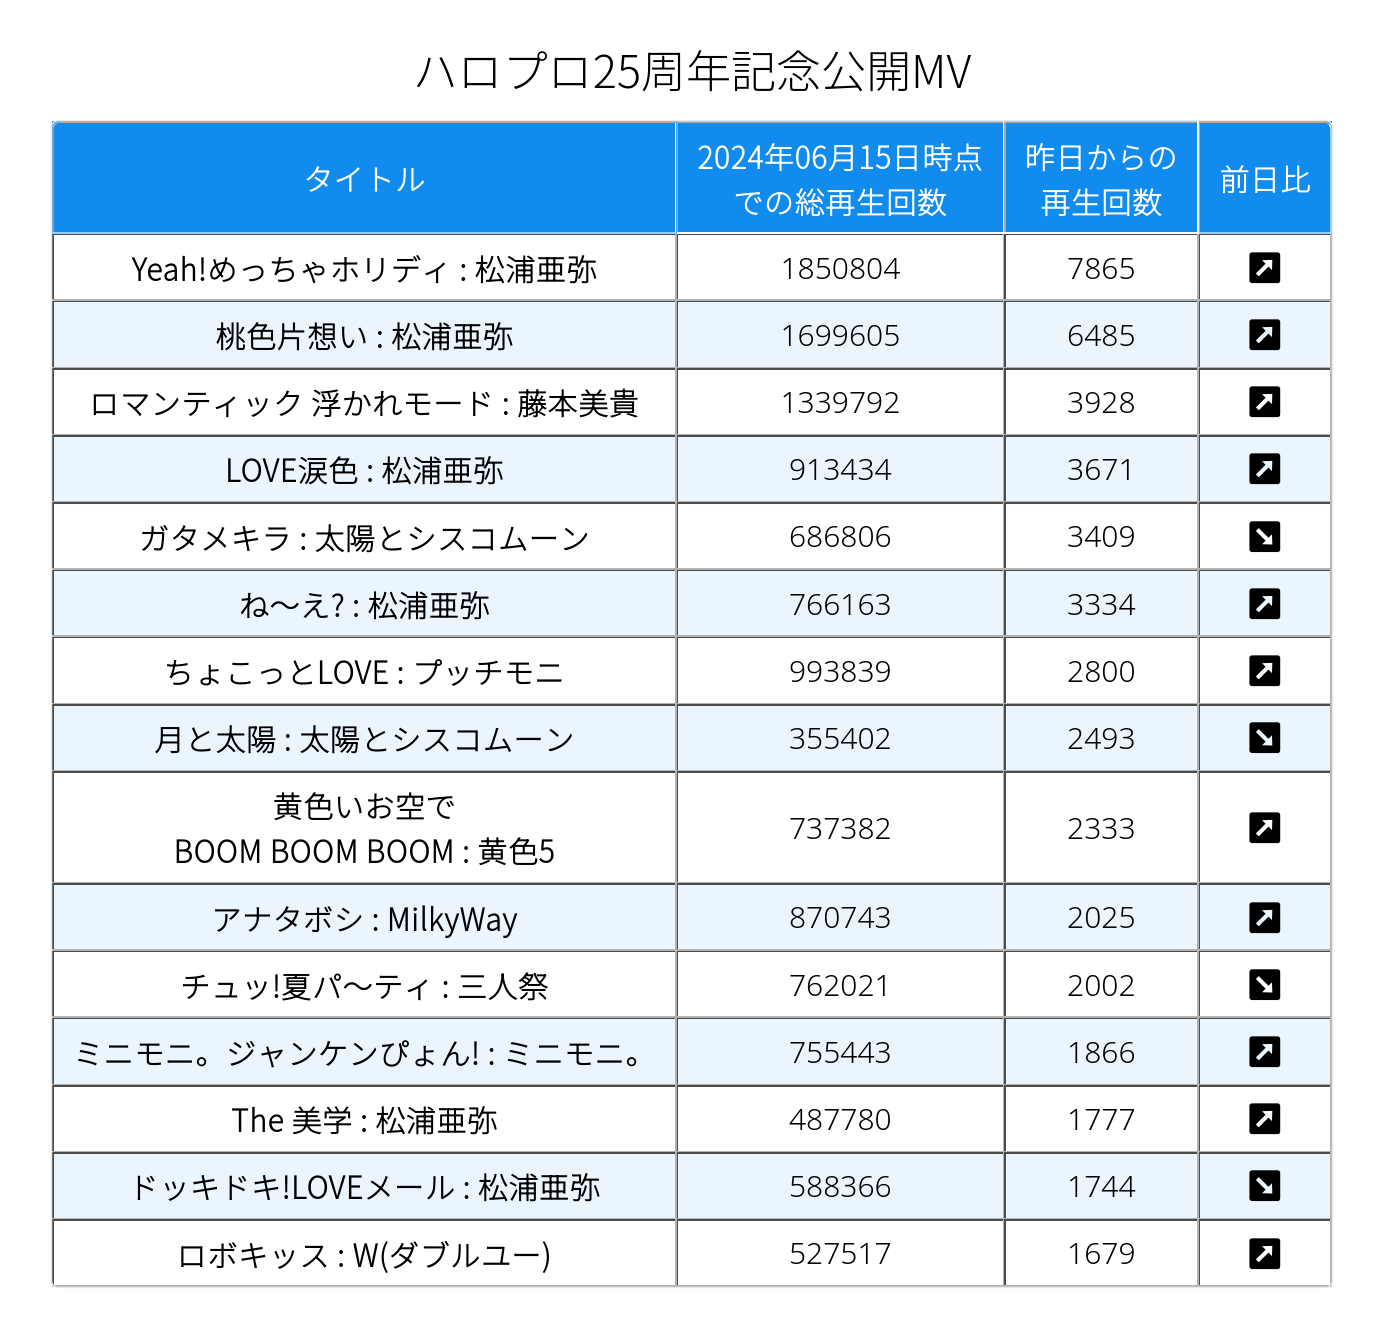 ハロプロ25周年記念公開MV
タイトル
2024年06月15日時点
での総再生回数
昨日からの
再生回数
前日比
Yeah!めっちゃホリディ : 松浦亜弥 1850804 7865
桃色片想い : 松浦亜弥 1699605 6485
ロマンティック 浮かれモード : 藤本美貴 1339792 3928
LOVE涙色 : 松浦亜弥 913434 3671
ガタメキラ : 太陽とシスコムーン 686806 3409
ね〜え? : 松浦亜弥 766163 3334
ちょこっとLOVE : プッチモニ 993839 2800
月と太陽 : 太陽とシスコムーン 355402 2493
黄色いお空で
BOOM BOOM BOOM : 黄色5 737382 2333
アナタボシ : MilkyWay 870743 2025
チュッ!夏パ〜ティ : 三人祭 762021 2002
ミニモニ。ジャンケンぴょん! : ミニモニ。 755443 1866
The 美学 : 松浦亜弥 487780 1777
ドッキドキ!LOVEメール : 松浦亜弥 588366 1744
ロボキッス : W(ダブルユー) 527517 1679